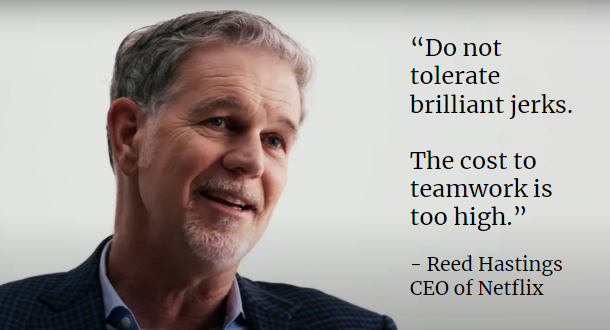 “Do not
tolerate
brilliant jerks.
The cost to
teamwork is
too high.”
- Reed Hastings
CEO of Netflix